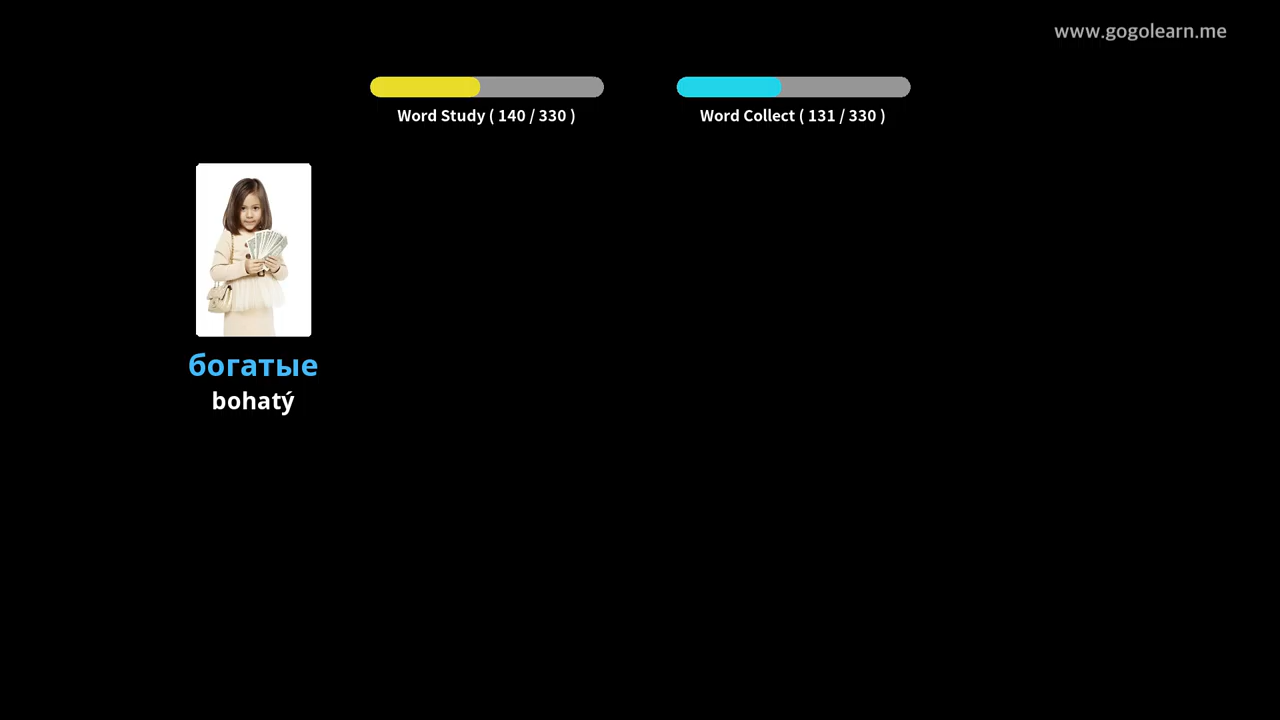 www.gogolearn.me
Word Study ( 140 / 330 )
Word Collect ( 131 / 330 )
богатые
bohatý